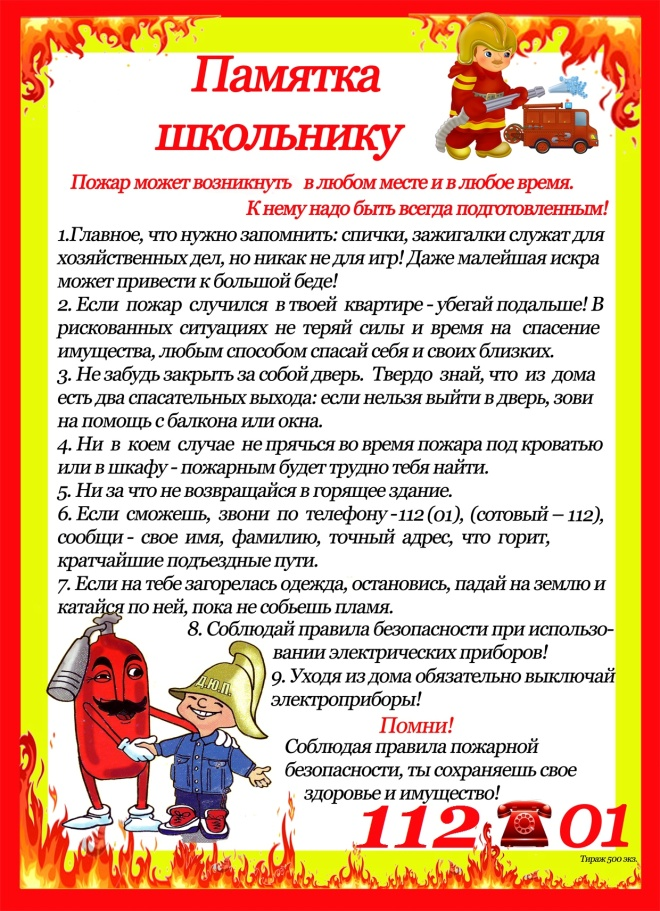 Памятка
школьнику
Пожар может возникнуть в любом месте и в любое время.
К нему надо быть всегда подготовленным!
1.Главное, что нужно запомнить: спички, зажигалки служат для
хозяйственных дел, но никак не для игр! Даже малейшая искра
может привести к большой беде!
2. Если пожар случился в твоей квартире - убегай подальше! В
рискованных ситуациях не теряй силы и время на спасение
имущества, любым способом спасай себя и своих близких.
3. Не забудь закрыть за собой дверь. Твердо знай, что из дома
есть два спасательных выхода: если нельзя выйти в дверь, зови
на помощь с балкона или окна.
4. Ни в коем случае не прячься во время пожара под кроватью
или в шкафу - пожарным будет трудно тебя найти.
5. Ни за что не возвращайся в горящее здание.
6. Если сможешь, звони по телефону -112 (01), (сотовый – 112),
сообщи - свое имя, фамилию, точный адрес, что горит,
кратчайшие подъездные пути.
7. Если на тебе загорелась одежда, остановись, падай на землю и
катайся по ней, пока не собьешь пламя.
8. Соблюдай правила безопасности при использо-
вании электрических приборов!
Д.Ю.П.
9. Уходя из дома обязательно выключай
электроприборы!
Помни!
Соблюдая правила пожарной
безопасности, ты сохраняешь свое
здоровье и имущество!
112 01
Тираж 500 экз.